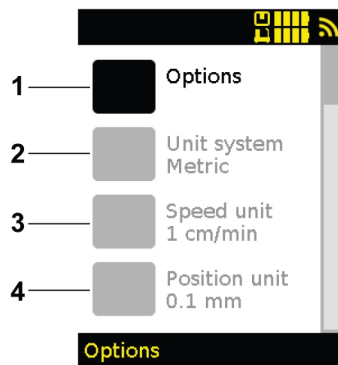 1
Options
2
Unit system
Metric
3
Speed unit
1 cm/min
4
Position unit
0.1 mm
Options